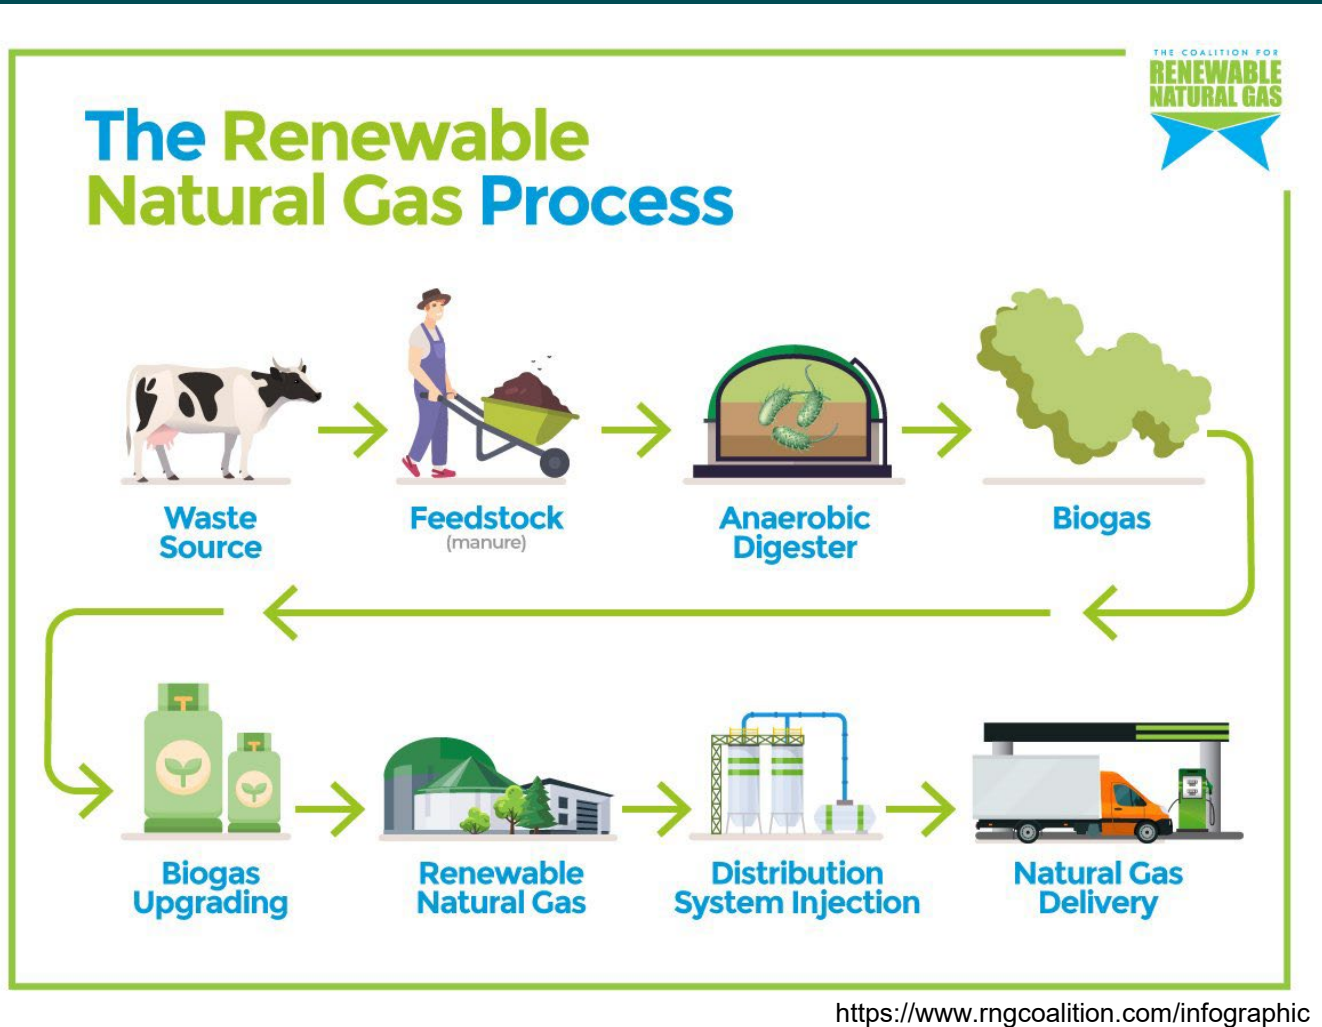 THE COALITION FOR
RENEWABLE
NATURAL GAS
The Renewable
Natural Gas Process
Waste
Source
Feedstock
(manure)
Anaerobic
Digester
Biogas
Biogas
Upgrading
Renewable
Natural Gas
Distribution
System Injection
Natural Gas
Delivery
https://www.rngcoalition.com/infographic